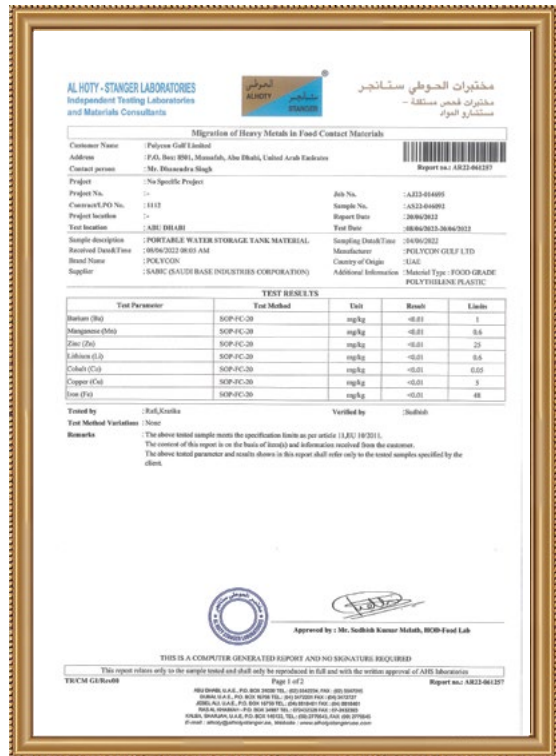 AL HOTY - STANGER LABORATORIES
Independent Testing Laboratories
and Materials Consultants
الحوطي
ALHOTY
ستانجر
STANGER
®
مختبرات الحوطي ستانجر
مختبرات فحص مستقلة –
مستشارو المواد
Migration of Heavy Metals in Food Contact Materials
Customer Name : Polycon Gulf Limited
Address : P.O. Box: 8501, Mussafah, Abu Dhabi, United Arab Emirates
Contact person : Mr. Dhanendra Singh
Report no.: AR22-061257
Project : No Specific Project
Project No. :- Job No. : AJ22-014695
Contract/LPO No. : 1112 Sample No. : AS22-046892
Project location :- Report Date : 20/06/2022
Test location : ABU DHABI Test Date : 08/06/2022-20/06/2022
Sample description : PORTABLE WATER STORAGE TANK MATERIAL Sampling Date&Time : 04/06/2022
Received Date&Time : 08/06/2022 08:03 AM Manufacturer : POLYCON GULF LTD
Brand Name : POLYCON Country of Origin : UAE
Supplier : SABIC (SAUDI BASE INDUSTRIES CORPORATION) Additional Information : Material Type : FOOD GRADE
POLYTHELENE PLASTIC
TEST RESULTS
Test Parameter Test Method Unit Result Limits
Barium (Ba) SOP-FC-20 mg/kg <0.01 1
Manganese (Mn) SOP-FC-20 mg/kg <0.01 0.6
Zinc (Zn) SOP-FC-20 mg/kg <0.01 25
Lithium (Li) SOP-FC-20 mg/kg <0.01 0.6
Cobalt (Co) SOP-FC-20 mg/kg <0.01 0.05
Copper (Cu) SOP-FC-20 mg/kg <0.01 5
Iron (Fe) SOP-FC-20 mg/kg <0.01 48
Tested by : Rafi,Kratika Verified by : Sudhish
Test Method Variations : None
Remarks : The above tested sample meets the specification limits as per article 11,EU 10/2011.
The content of this report is on the basis of item(s) and information received from the customer.
The above tested parameter and results shown in this report shall refer only to the tested samples specified by the
client.
Approved by : Mr. Sudhish Kumar Melath, HOD-Food Lab
THIS IS A COMPUTER GENERATED REPORT AND NO SIGNATURE REQUIRED
This report relates only to the sample tested and shall only be reproduced in full and with the written approval of AHS laboratories
TR/CM GI/Res00 Page 1 of 2 Report no.: AR22-061257